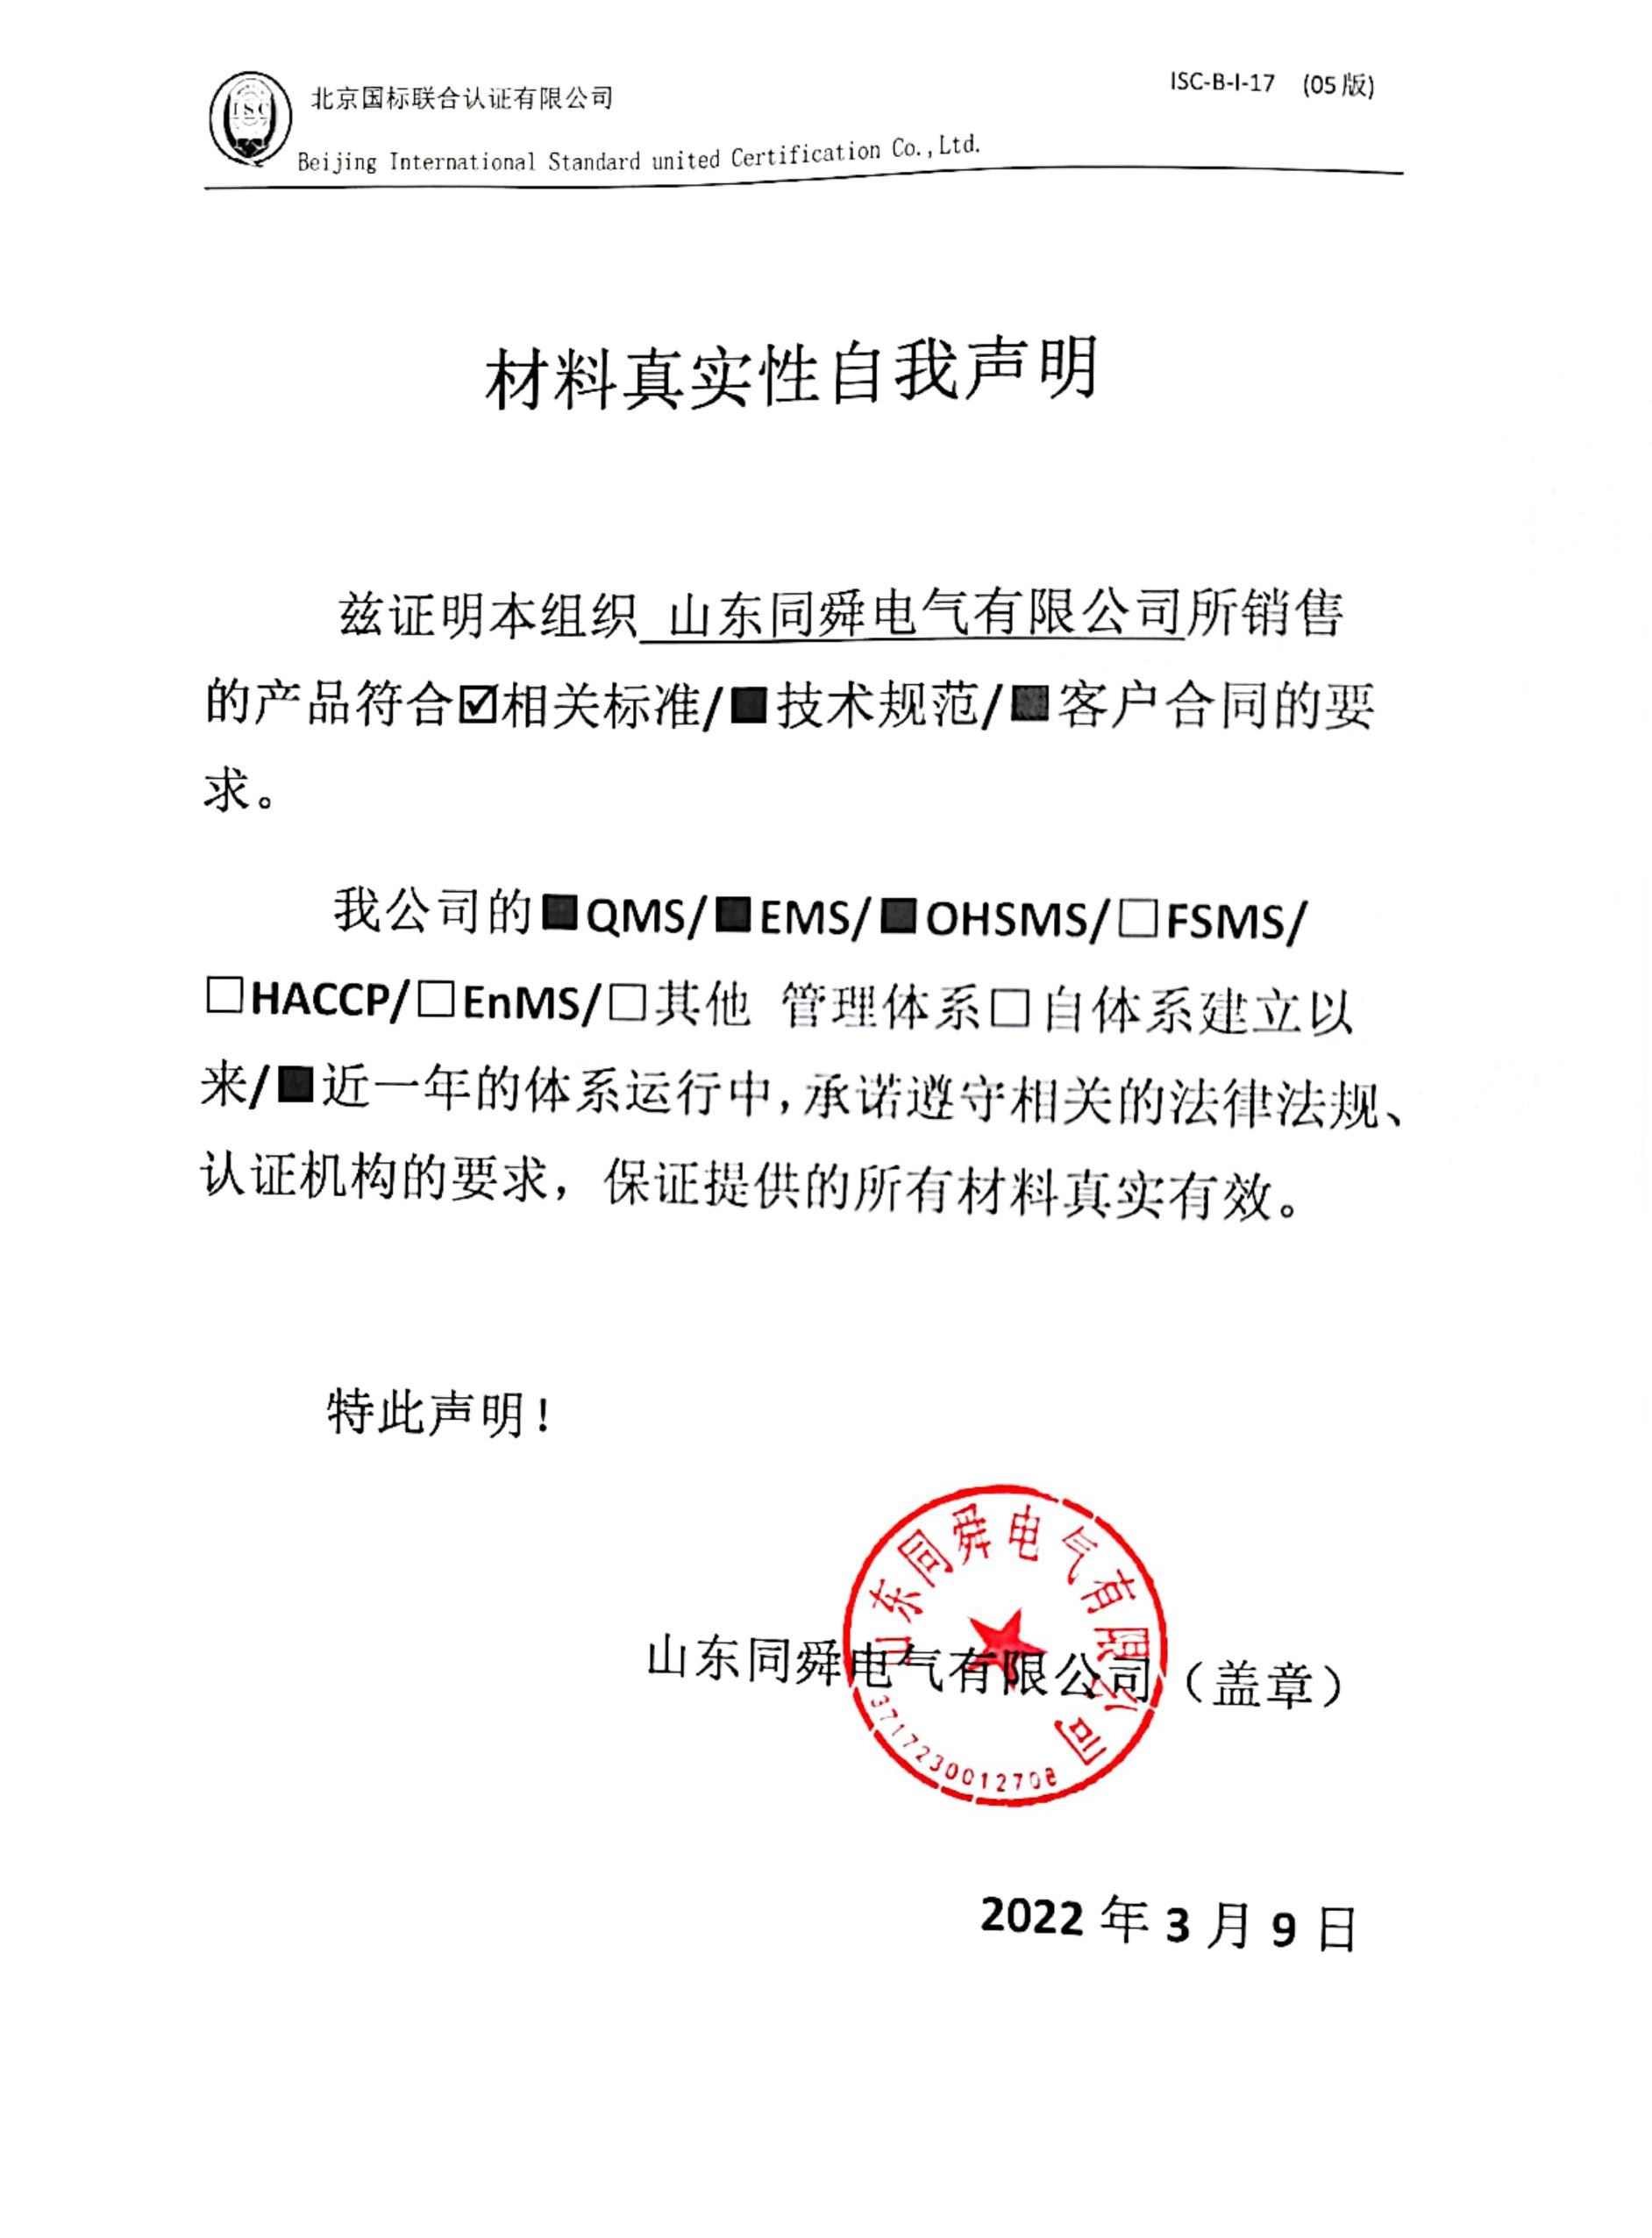 北京国标联合认证有限公司
ISC-B-I-17 (05版)
ISC
Beijing International Standard united Certification Co.,Ltd.
材料真实性自我声明
兹证明本组织 山东同舜电气有限公司所销售
的产品符合☑相关标准/■技术规范/■客户合同的要
求。
我公司的■QMS/■EMS/■OHSMS/□FSMS/
□HACCP/□EnMS/□其他 管理体系□自体系建立以
来/■近一年的体系运行中,承诺遵守相关的法律法规、
认证机构的要求，保证提供的所有材料真实有效。
特此声明!
山东同舜电气有限公司
山东同舜电气有限公司（盖章）
3717230012708
2022 年 3 月 9 日